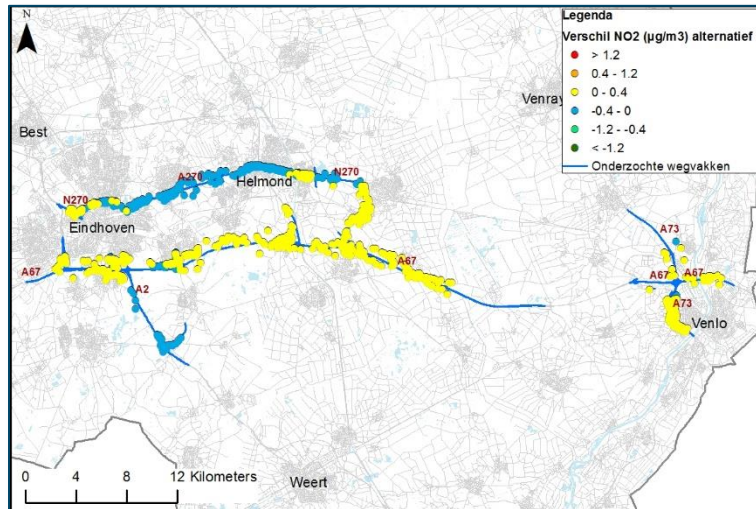 N
Legenda
Verschil NO2 (µg/m3) alternatief
> 1.2
0.4 - 1.2
0 - 0.4
-0.4 - 0
-1.2 - -0.4
< -1.2
Onderzochte wegvakken
Venray
Best
A270
N270
Helmond
N270
Eindhoven
A73
A67
A67
A67
A67
A2
A73
Venlo
12 Kilometers
0 4 8
Weert